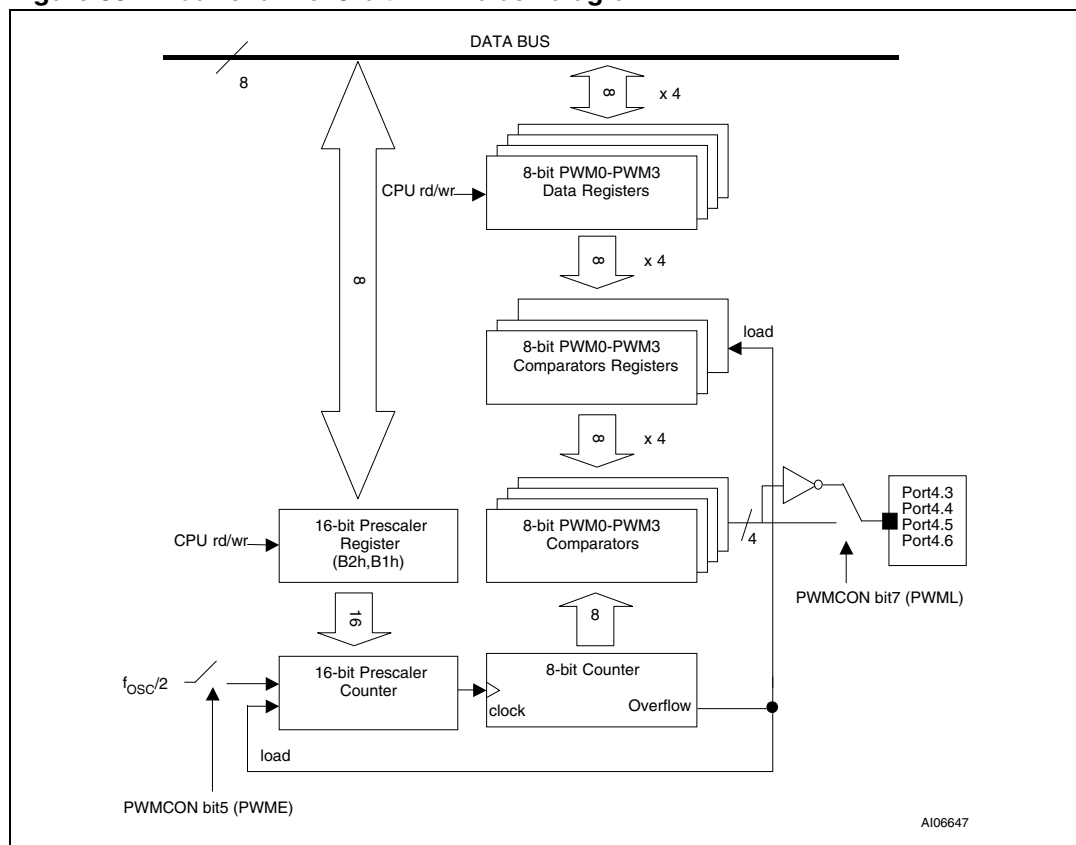 DATA BUS
8
8
x 4
8-bit PWM0-PWM3
Data Registers
CPU rd/wr
8
8
x 4
8-bit PWM0-PWM3
Comparators Registers
load
8
x 4
8-bit PWM0-PWM3
Comparators
4
Port4.3
Port4.4
Port4.5
Port4.6
CPU rd/wr
16-bit Prescaler
Register
(B2h,B1h)
PWMCON bit7 (PWML)
16
8
fOSC/2
16-bit Prescaler
Counter
8-bit Counter
clock
Overflow
load
PWMCON bit5 (PWME)
AI06647